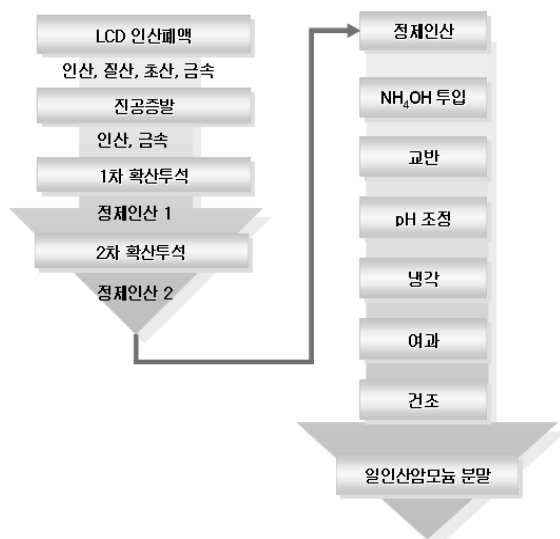 LCD 인산폐액
인산, 질산, 초산, 금속
진공증발
인산, 금속
1차 확산투석
정제인산 1
2차 확산투석
정제인산 2
정제인산
NH₄OH 투입
교반
pH 조정
냉각
여과
건조
일인산암모늄 분말